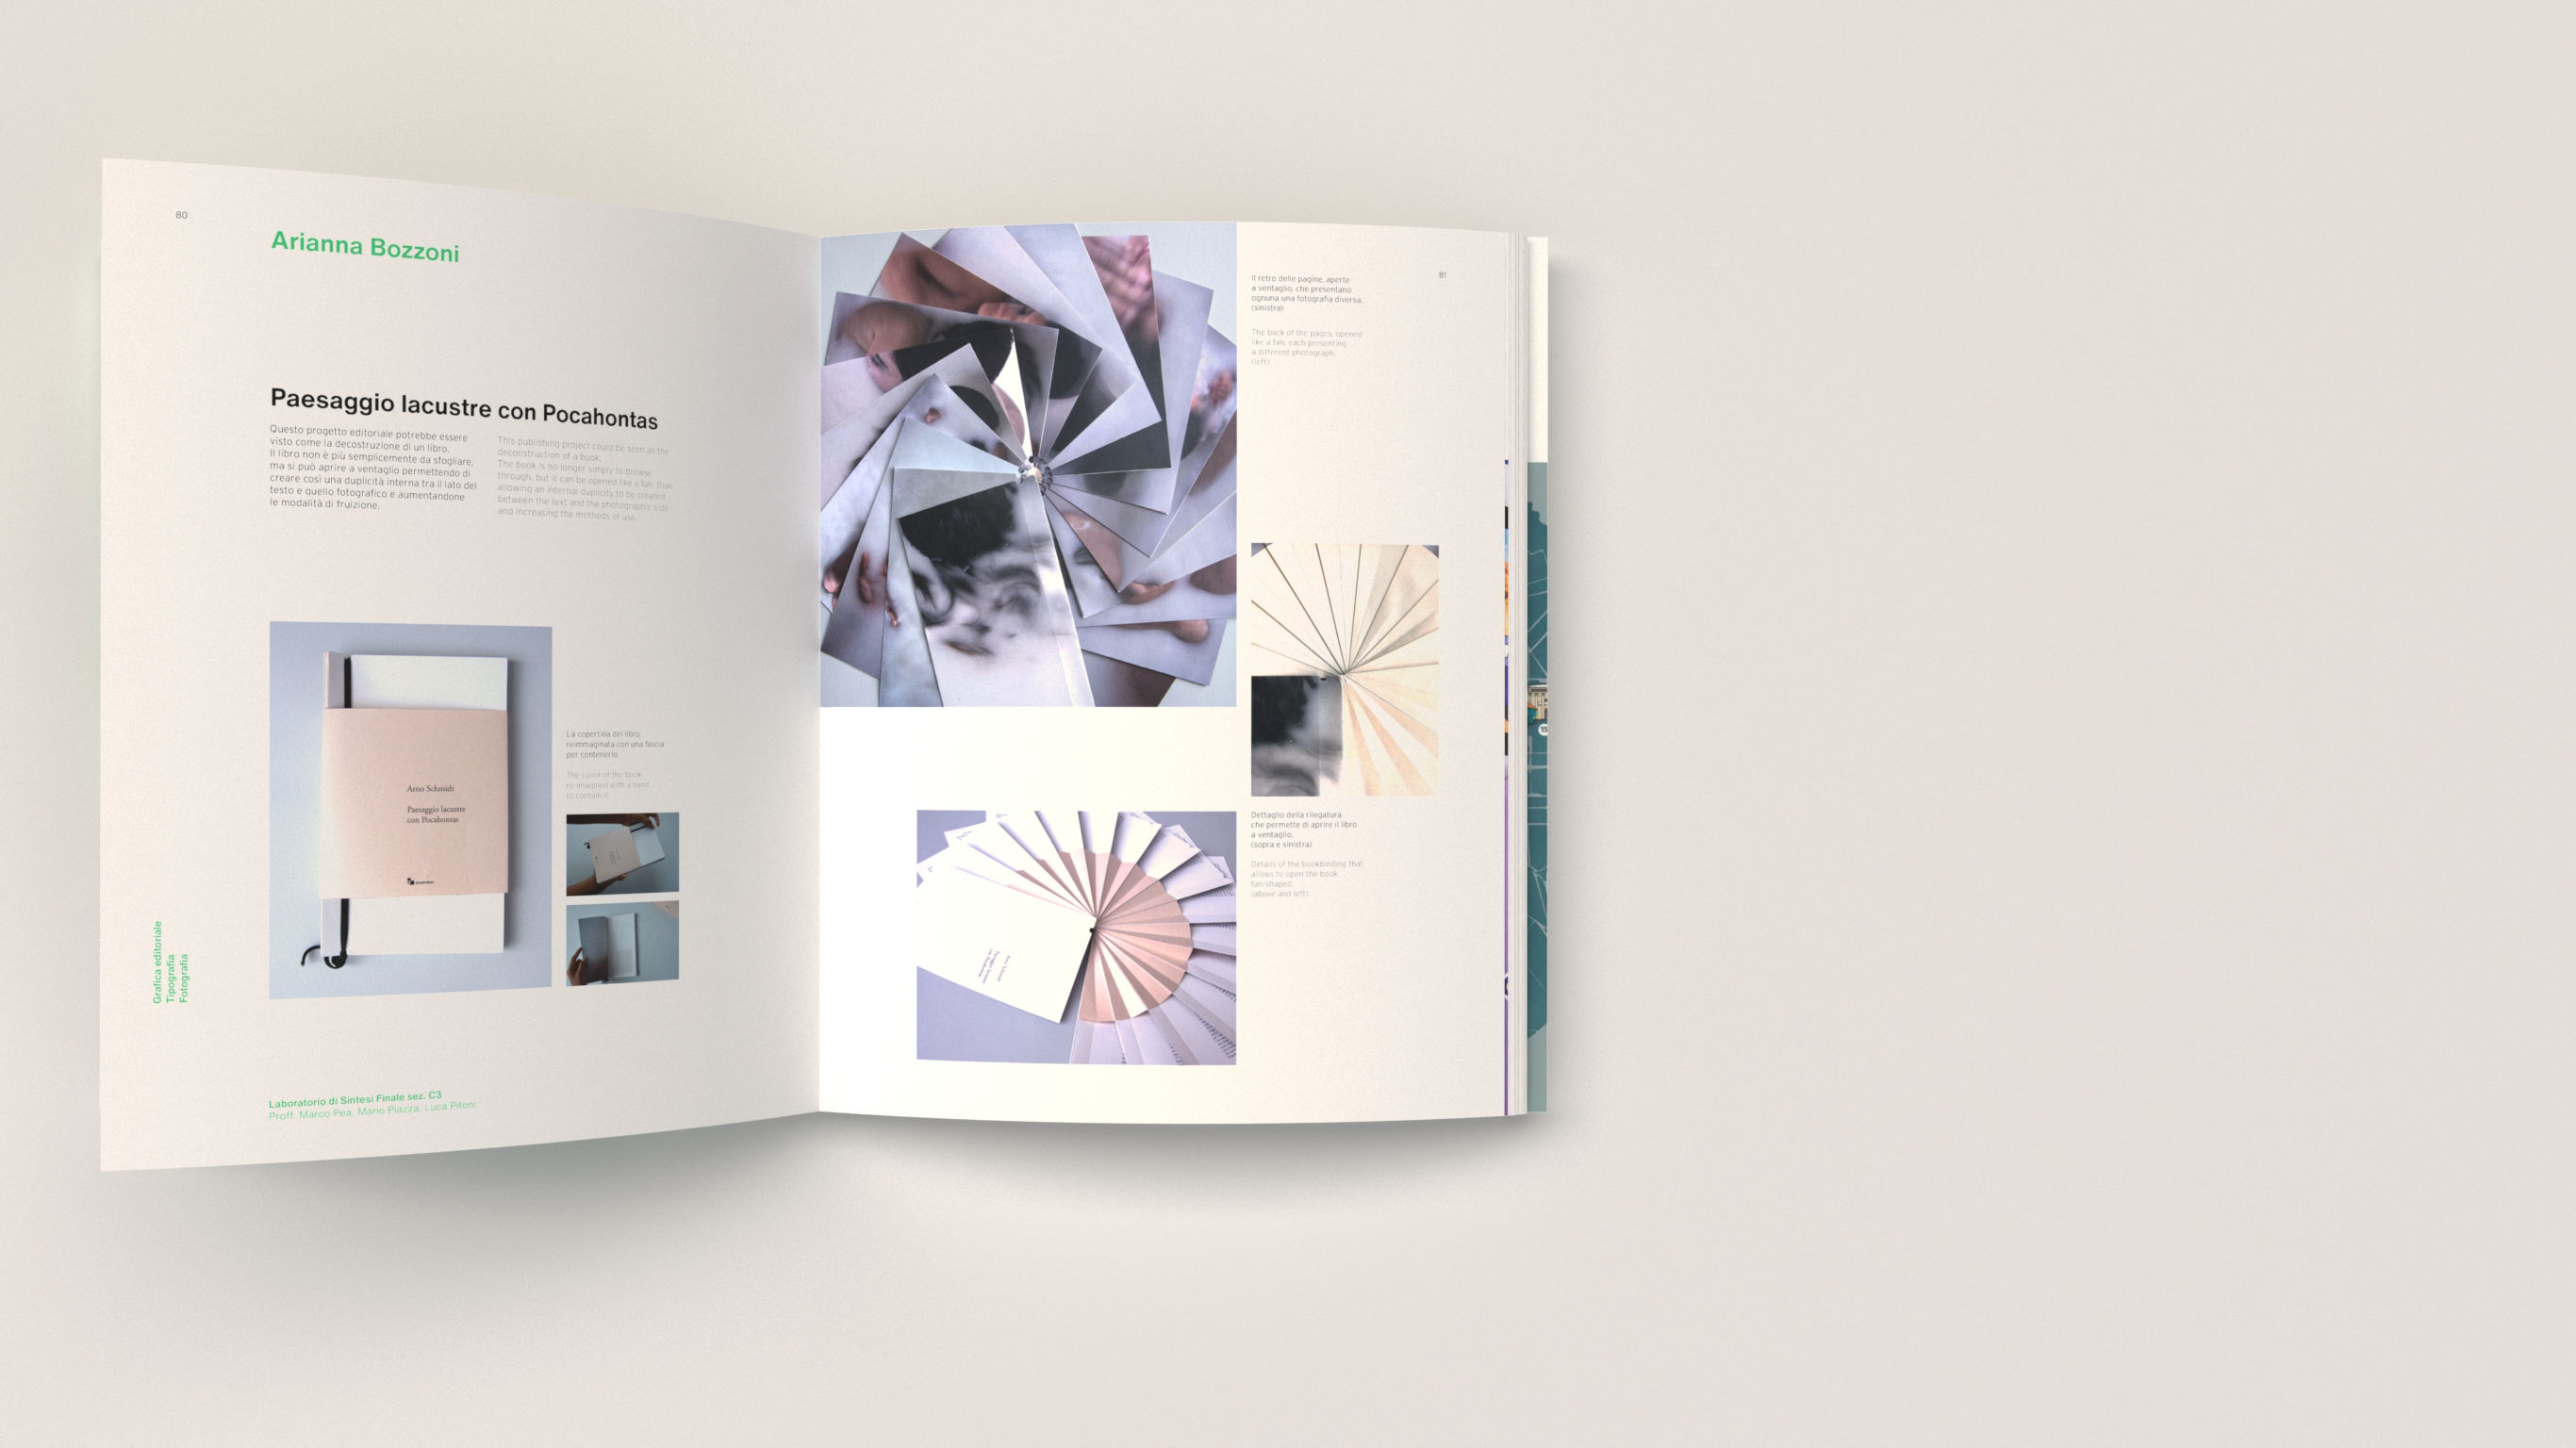 80
Arianna Bozzoni
Paesaggio lacustre con Pocahontas
Questo progetto editoriale potrebbe essere
visto come la decostruzione di un libro.
Il libro non è più semplicemente da sfogliare,
ma si può aprire a ventaglio permettendo di
creare così una duplicità interna tra il lato del
testo e quello fotografico e aumentandone
le modalità di fruizione.
This publishing project could be seen as the
deconstruction of a book.
The book is no longer simply to browse
through, but it can be opened like a fan, thus
allowing an internal duplicity to be created
between the text and the photographic side
and increasing the methods of use.
Arno Schmidt
Paesaggio lacustre
con Pocahontas
La copertina del libro,
reimmaginata con una fascia
per contenerlo.
The cover of the book,
re-imagined with a band
to contain it.
Grafica editoriale
Tipografia
Fotografia
Laboratorio di Sintesi Finale sez. C3
Proff. Marco Pea, Mario Piazza, Luca Pitoni
81
Il retro delle pagine, aperte
a ventaglio, che presentano
ognuna una fotografia diversa.
(sinistra)
The back of the pages, opened
like a fan, each presenting
a different photograph.
(left)
Dettaglio della rilegatura
che permette di aprire il libro
a ventaglio.
(sopra e sinistra)
Details of the bookbinding that
allows to open the book
fan-shaped.
(above and left)
Arno Schmidt
Paesaggio lacustre
con Pocahontas